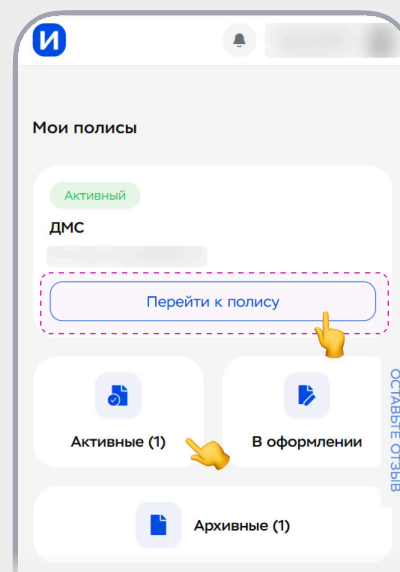 И
Мои полисы
Активный
ДМС
Перейти к полису
Активные (1)
В оформлении
Архивные (1)
ОСТАВЬТЕ ОТЗЫВ